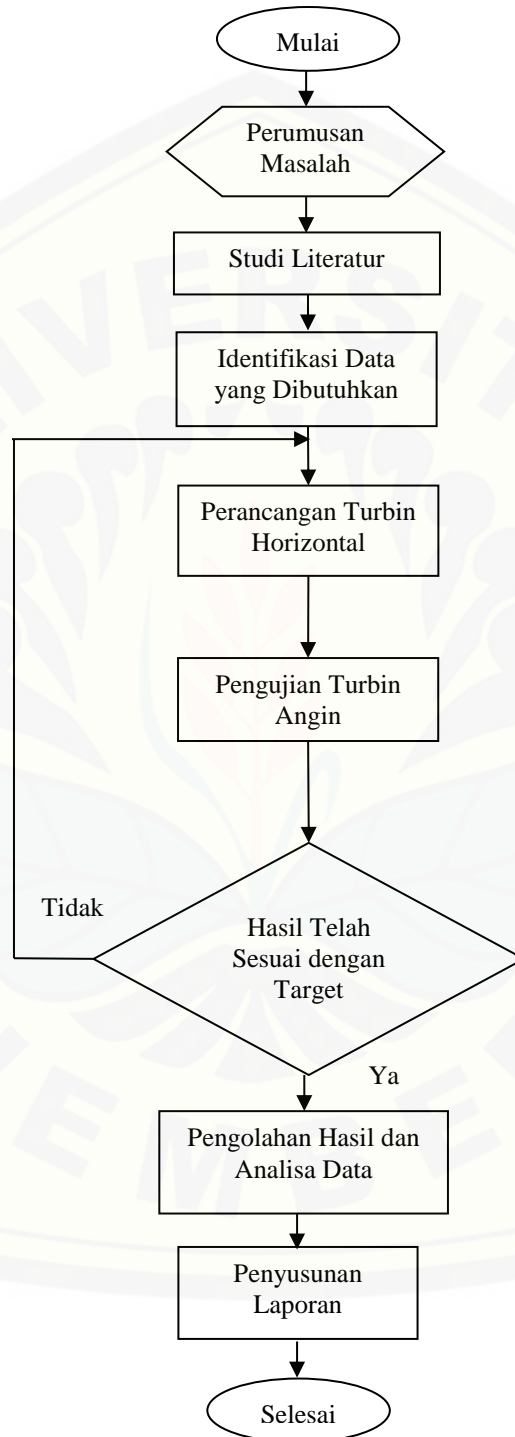 Mulai
Perumusan
Masalah
Studi Literatur
Identifikasi Data
yang Dibutuhkan
Perancangan Turbin
Horizontal
Pengujian Turbin
Angin
Tidak
Hasil Telah
Sesuai dengan
Target
Ya
Pengolahan Hasil dan
Analisa Data
Penyusunan
Laporan
Selesai